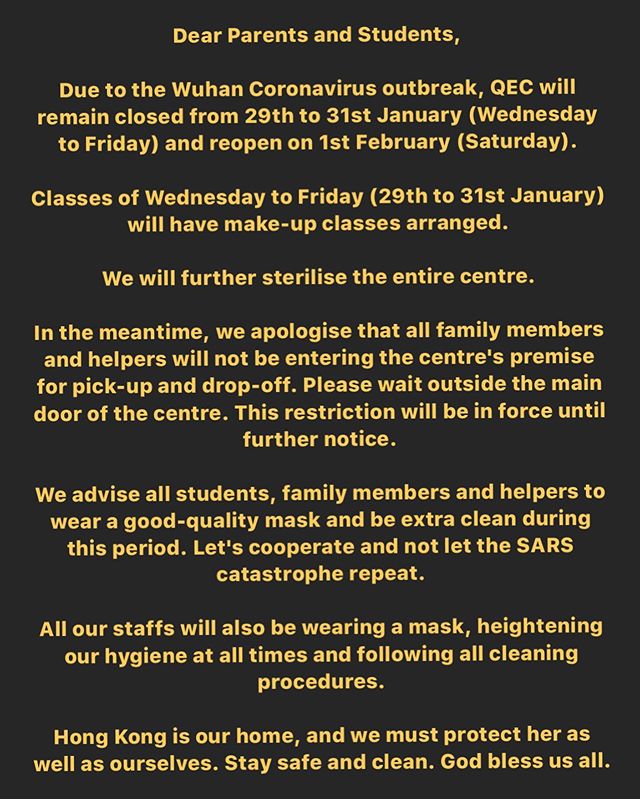 Dear Parents and Students,
Due to the Wuhan Coronavirus outbreak, QEC will
remain closed from 29th to 31st January (Wednesday
to Friday) and reopen on 1st February (Saturday).
Classes of Wednesday to Friday (29th to 31st January)
will have make-up classes arranged.
We will further sterilise the entire centre.
In the meantime, we apologise that all family members
and helpers will not be entering the centre's premise
for pick-up and drop-off. Please wait outside the main
door of the centre. This restriction will be in force until
further notice.
We advise all students, family members and helpers to
wear a good-quality mask and be extra clean during
this period. Let's cooperate and not let the SARS
catastrophe repeat.
All our staffs will also be wearing a mask, heightening
our hygiene at all times and following all cleaning
procedures.
Hong Kong is our home, and we must protect her as
well as ourselves. Stay safe and clean. God bless us all.